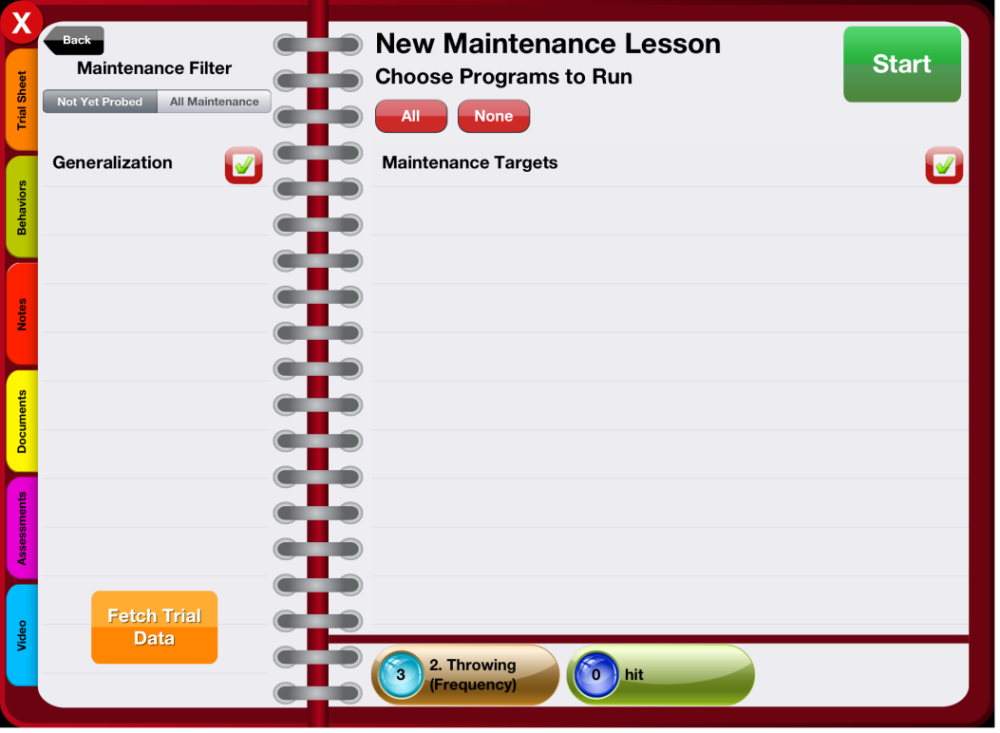 X
Back
Maintenance Filter
Not Yet Probed
All Maintenance
Generalization
Fetch Trial
Data
Trial Sheet
Behaviors
Notes
Documents
Assessments
Video
New Maintenance Lesson
Choose Programs to Run
All
None
Start
Maintenance Targets
3
2. Throwing
(Frequency)
0
hit